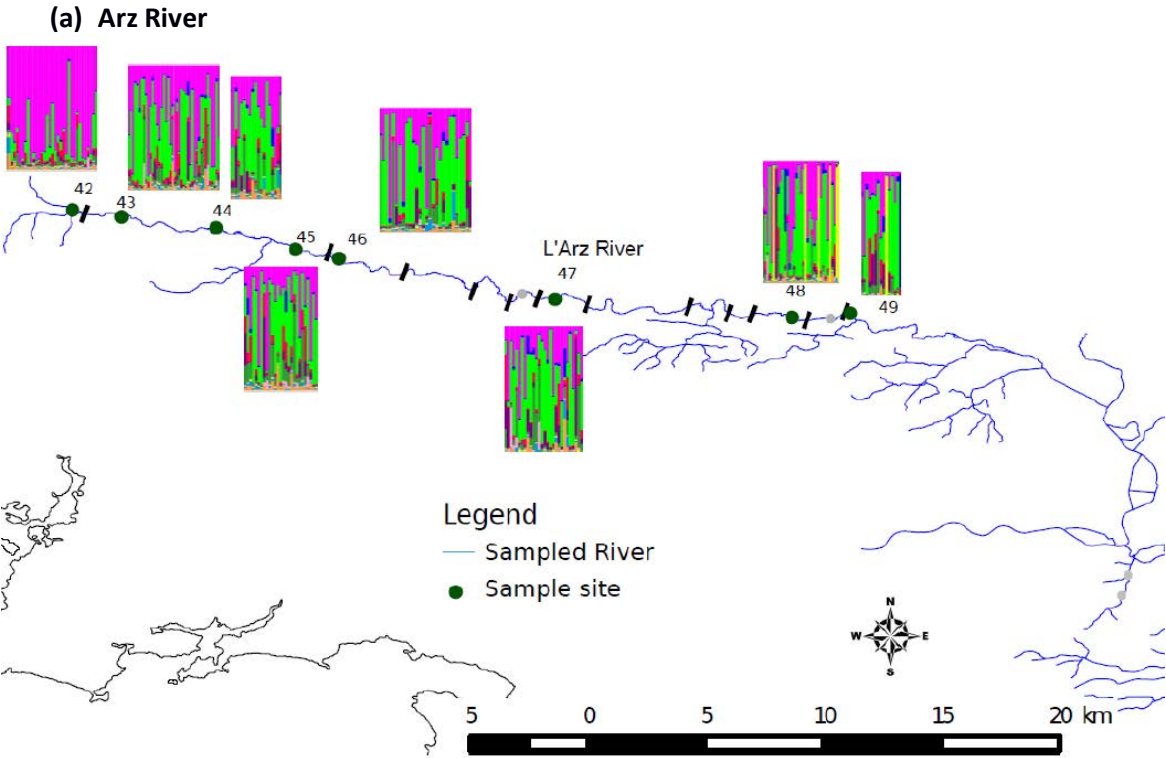 (a) Arz River
42
43
44
45
46
L'Arz River
47
48
49
Legend
Sampled River
Sample site
N
W E
S
5 0 5 10 15 20 km